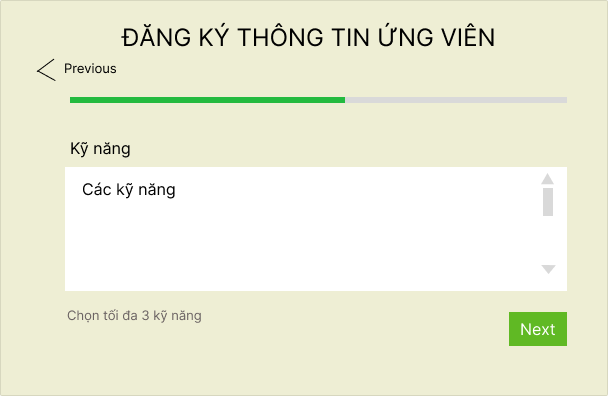 ĐĂNG KÝ THÔNG TIN ỨNG VIÊN
Previous
Kỹ năng
Các kỹ năng
Chọn tối đa 3 kỹ năng
Next